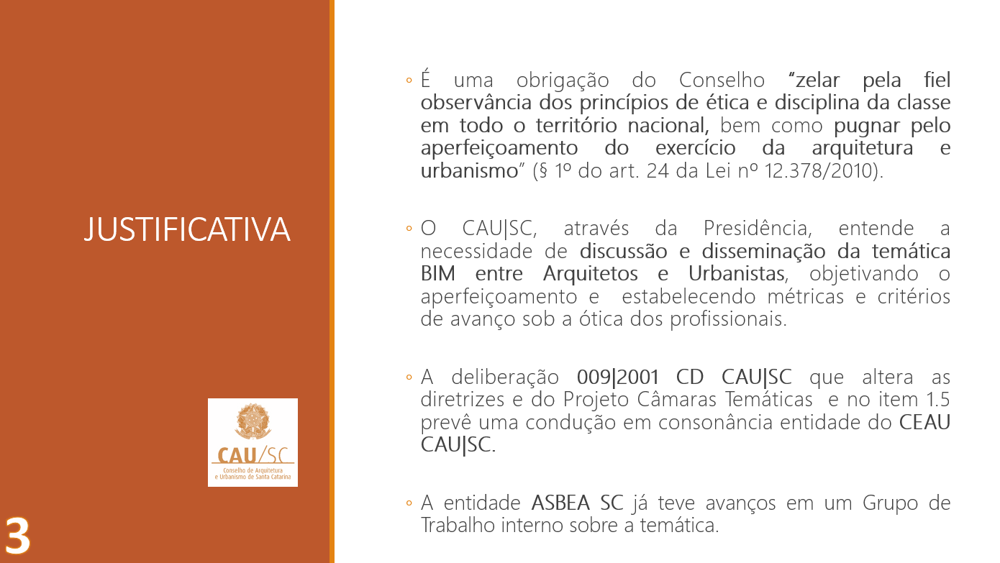 JUSTIFICATIVA
CAU/SC
Conselho de Arquitetura
e Urbanismo de Santa Catarina
3
◦ É uma obrigação do Conselho “zelar pela fiel
observância dos princípios de ética e disciplina da classe
em todo o território nacional, bem como pugnar pelo
aperfeiçoamento do exercício da arquitetura e
urbanismo” (§ 1º do art. 24 da Lei nº 12.378/2010).
◦ O CAU|SC, através da Presidência, entende a
necessidade de discussão e disseminação da temática
BIM entre Arquitetos e Urbanistas, objetivando o
aperfeiçoamento e estabelecendo métricas e critérios
de avanço sob a ótica dos profissionais.
◦ A deliberação 009|2001 CD CAU|SC que altera as
diretrizes e do Projeto Câmaras Temáticas e no item 1.5
prevê uma condução em consonância entidade do CEAU
CAU|SC.
◦ A entidade ASBEA SC já teve avanços em um Grupo de
Trabalho interno sobre a temática.